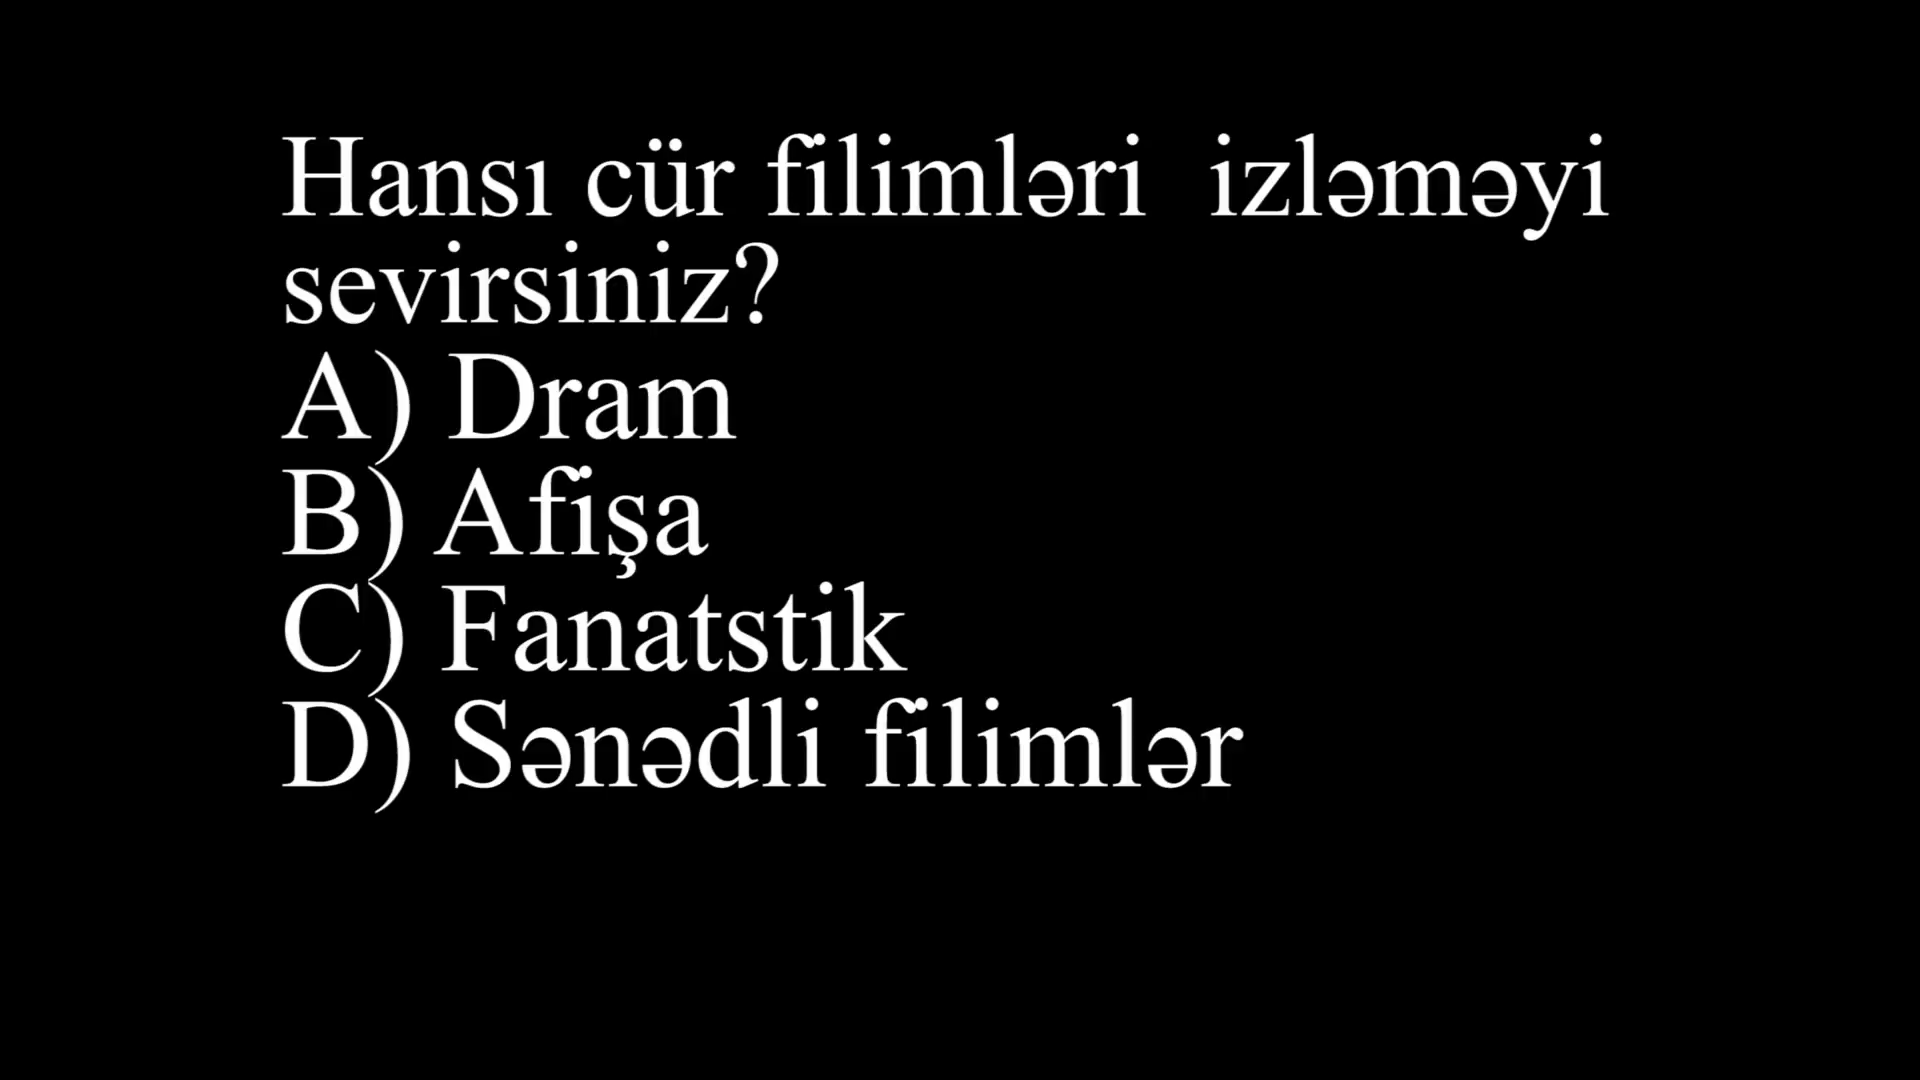 Hansı cür filimləri  izləməyi
sevirsiniz?
A) Dram
B) Afişa
C) Fanatstik
D) Sənədli filimlər